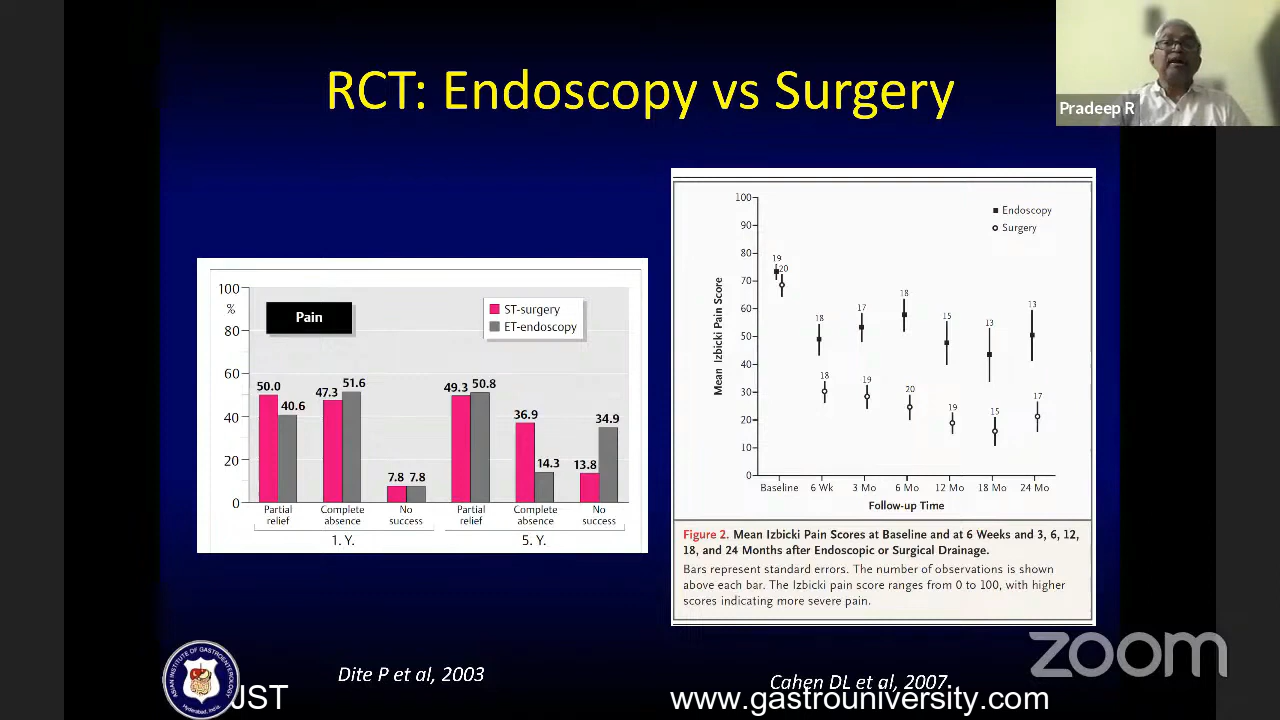 RCT: Endoscopy vs Surgery
Pradeep R
100
%
80
60
40
20
0
Pain
ST-surgery
ET-endoscopy
50.0
40.6
47.3
51.6
7.8
7.8
49.3
50.8
36.9
14.3
13.8
34.9
Partial relief
Complete absence
No success
Partial relief
Complete absence
No success
1. Y.
5. Y.
Dite P et al, 2003
Mean Izbicki Pain Score
100
90
80
70
60
50
40
30
20
10
0
Endoscopy
Surgery
19
20
18
17
18
15
13
13
18
19
20
19
15
17
Baseline
6 Wk
3 Mo
6 Mo
12 Mo
18 Mo
24 Mo
Follow-up Time
Figure 2. Mean Izbicki Pain Scores at Baseline and at 6 Weeks and 3, 6, 12,
18, and 24 Months after Endoscopic or Surgical Drainage.
Bars represent standard errors. The number of observations is shown
above each bar. The Izbicki pain score ranges from 0 to 100, with higher
scores indicating more severe pain.
Cahen DL et al, 2007.
zoom
ASIAN INSTITUTE OF GASTROENTEROLOGY
Hyderabad, India.
JST
www.gastrouniversity.com